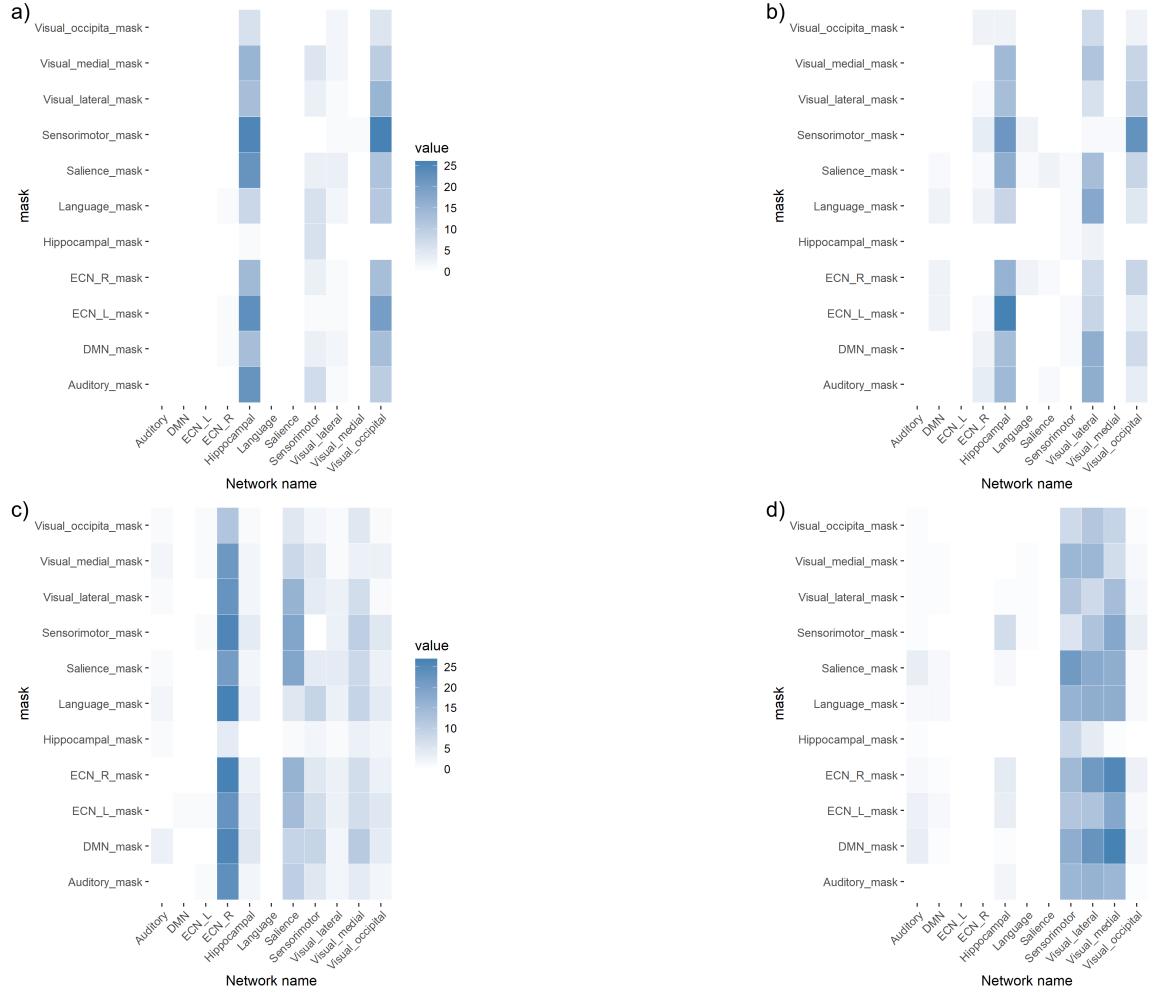 a)
Visual_occipita_mask
Visual_medial_mask
Visual_lateral_mask
Sensorimotor_mask
Salience_mask
Language_mask
Hippocampal_mask
ECN_R_mask
ECN_L_mask
DMN_mask
Auditory_mask
mask
Auditory
DMN
ECN_L
ECN_R
Hippocampal
Language
Salience
Sensorimotor
Visual_lateral
Visual_medial
Visual_occipital
Network name
value
25
20
15
10
5
0
b)
Visual_occipita_mask
Visual_medial_mask
Visual_lateral_mask
Sensorimotor_mask
Salience_mask
Language_mask
Hippocampal_mask
ECN_R_mask
ECN_L_mask
DMN_mask
Auditory_mask
mask
Auditory
DMN
ECN_L
ECN_R
Hippocampal
Language
Salience
Sensorimotor
Visual_lateral
Visual_medial
Visual_occipital
Network name
c)
Visual_occipita_mask
Visual_medial_mask
Visual_lateral_mask
Sensorimotor_mask
Salience_mask
Language_mask
Hippocampal_mask
ECN_R_mask
ECN_L_mask
DMN_mask
Auditory_mask
mask
Auditory
DMN
ECN_L
ECN_R
Hippocampal
Language
Salience
Sensorimotor
Visual_lateral
Visual_medial
Visual_occipital
Network name
value
25
20
15
10
5
0
d)
Visual_occipita_mask
Visual_medial_mask
Visual_lateral_mask
Sensorimotor_mask
Salience_mask
Language_mask
Hippocampal_mask
ECN_R_mask
ECN_L_mask
DMN_mask
Auditory_mask
mask
Auditory
DMN
ECN_L
ECN_R
Hippocampal
Language
Salience
Sensorimotor
Visual_lateral
Visual_medial
Visual_occipital
Network name